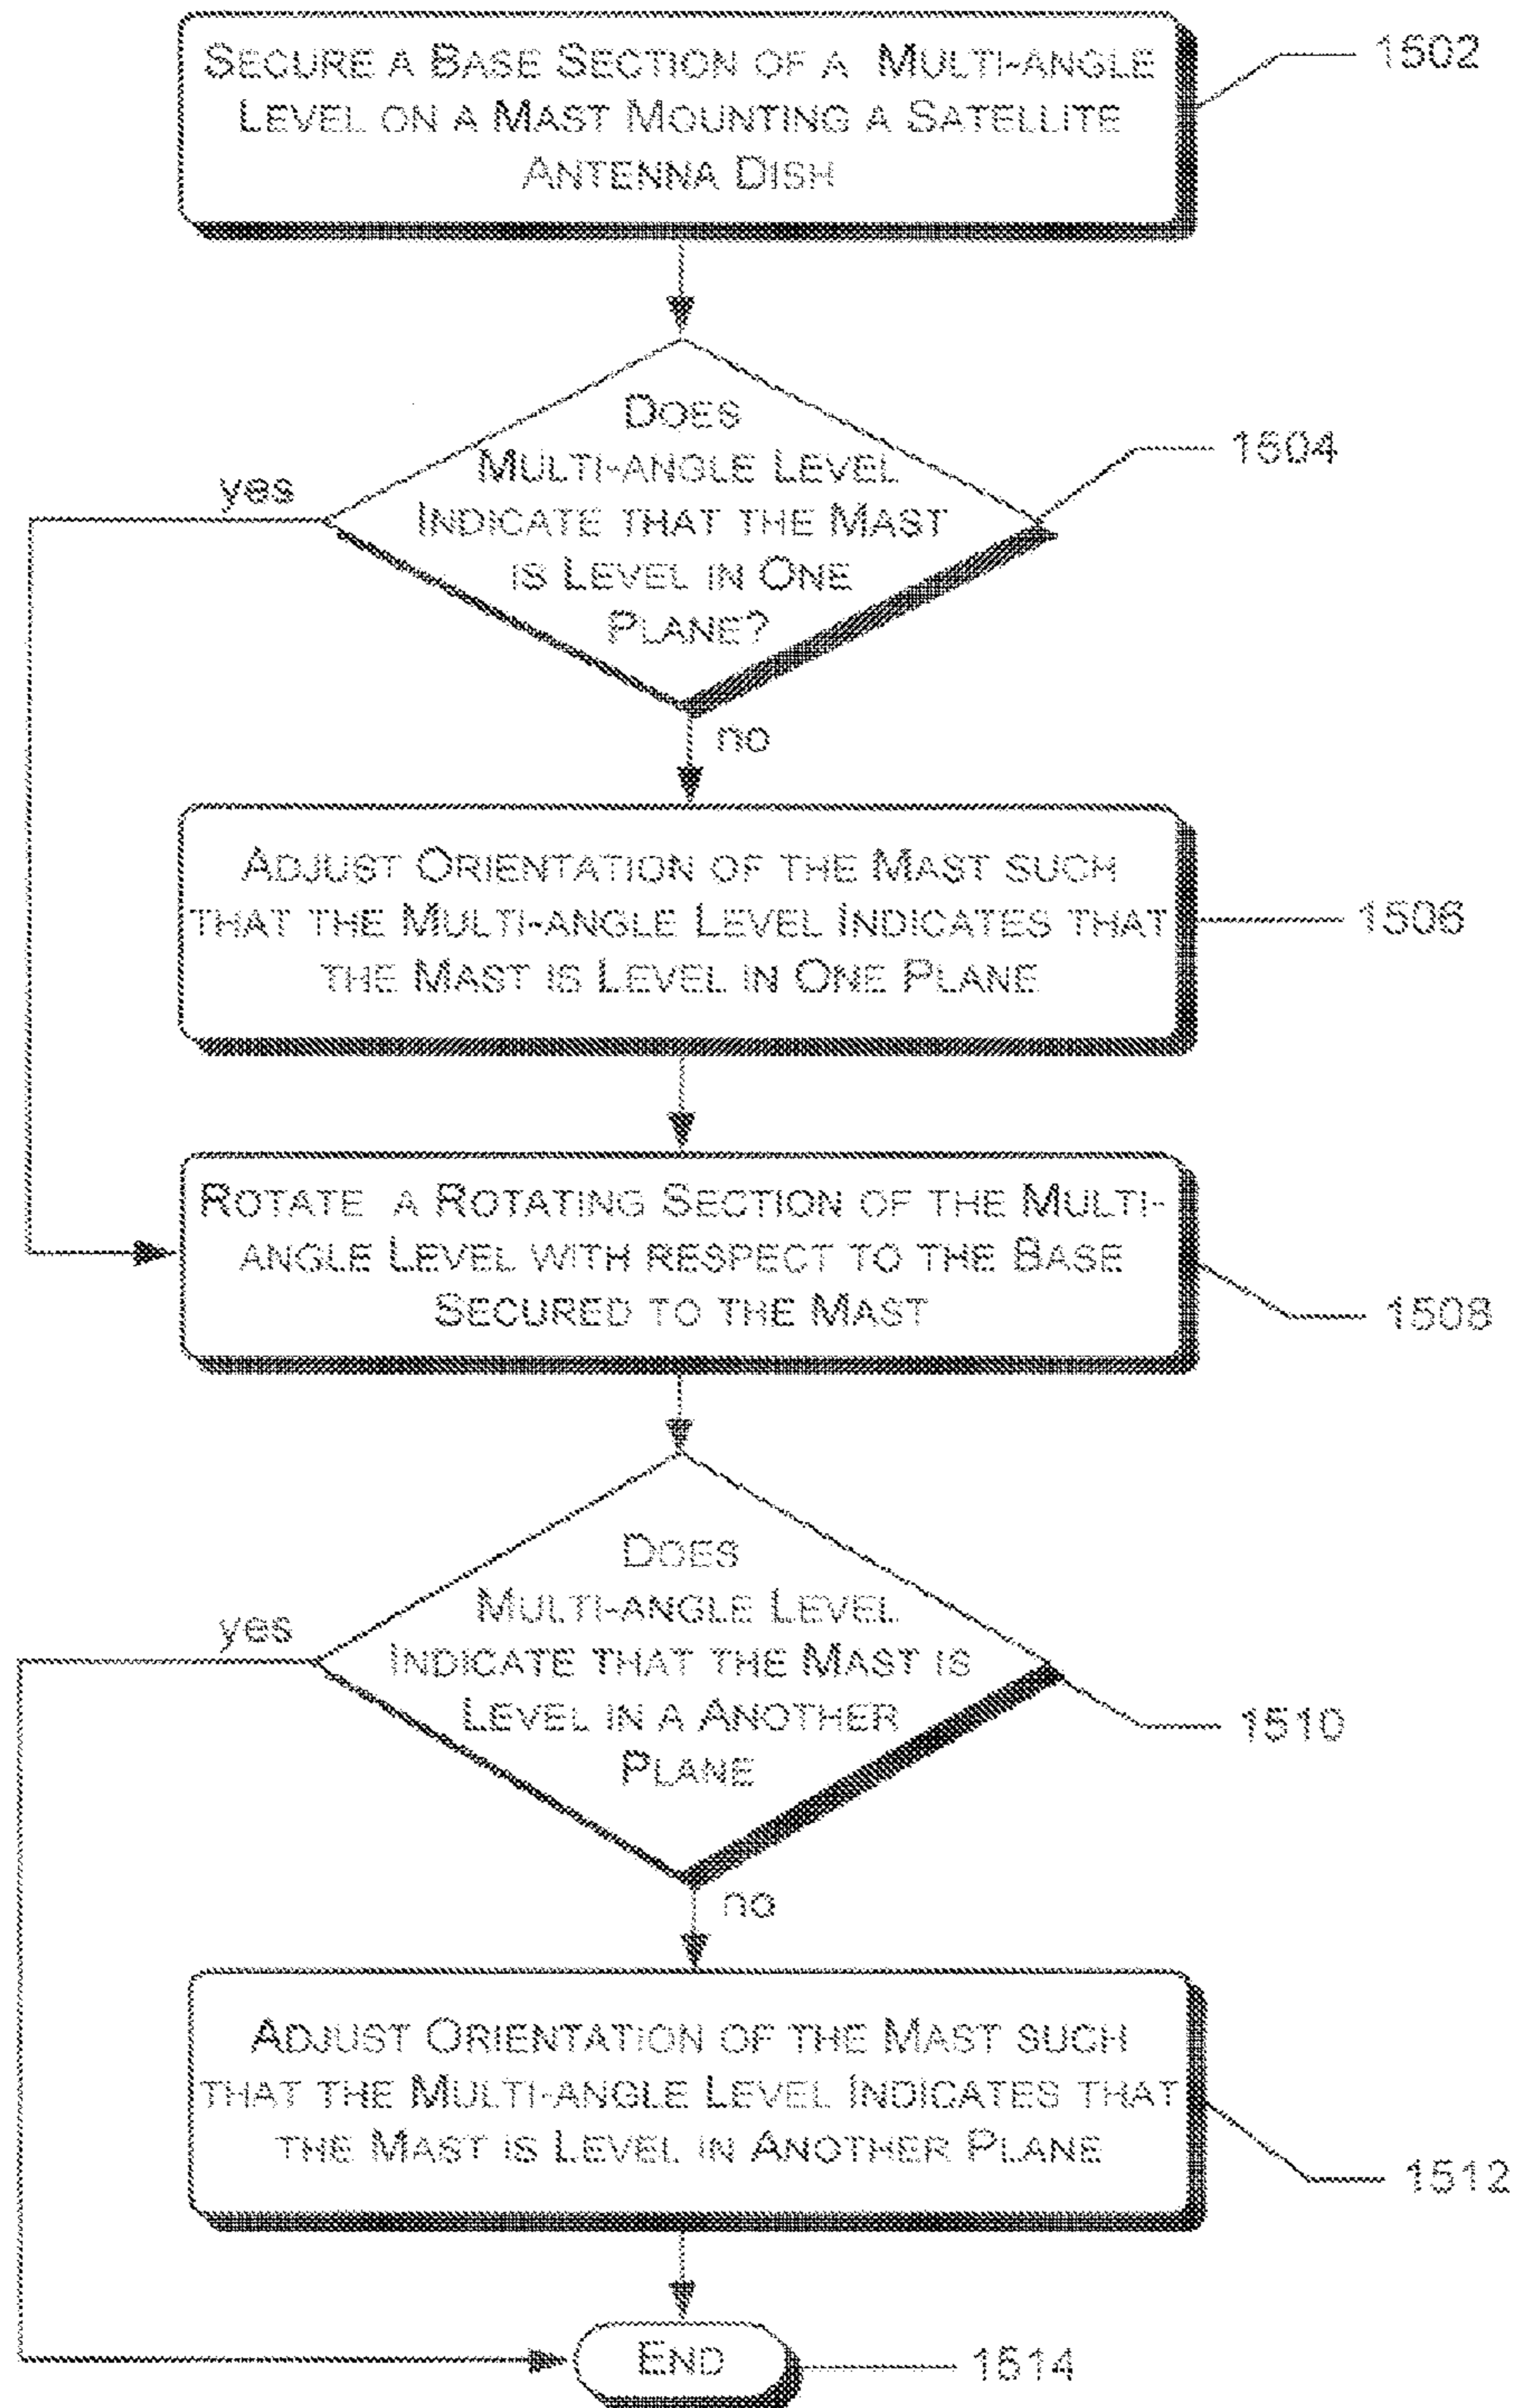 SECURE A BASE SECTION OF A MULTI-ANGLE
LEVEL ON A MAST MOUNTING A SATELLITE
ANTENNA DISH
1502
DOES
MULTI-ANGLE LEVEL
INDICATE THAT THE MAST
IS LEVEL IN ONE
PLANE?
1504
yes
no
ADJUST ORIENTATION OF THE MAST SUCH
THAT THE MULTI-ANGLE LEVEL INDICATES THAT
THE MAST IS LEVEL IN ONE PLANE
1506
ROTATE A ROTATING SECTION OF THE MULTI-
ANGLE LEVEL WITH RESPECT TO THE BASE
SECURED TO THE MAST
1508
DOES
MULTI-ANGLE LEVEL
INDICATE THAT THE MAST IS
LEVEL IN A ANOTHER
PLANE
1510
yes
no
ADJUST ORIENTATION OF THE MAST SUCH
THAT THE MULTI-ANGLE LEVEL INDICATES THAT
THE MAST IS LEVEL IN ANOTHER PLANE
1512
END
1514